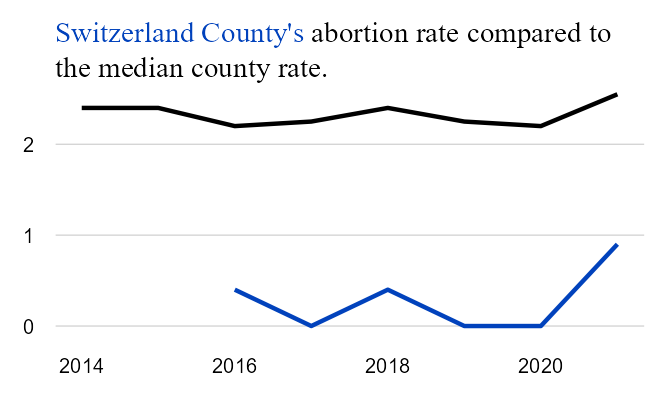 Switzerland County's abortion rate compared to
the median county rate.
2
1
0
2014 2016 2018 2020